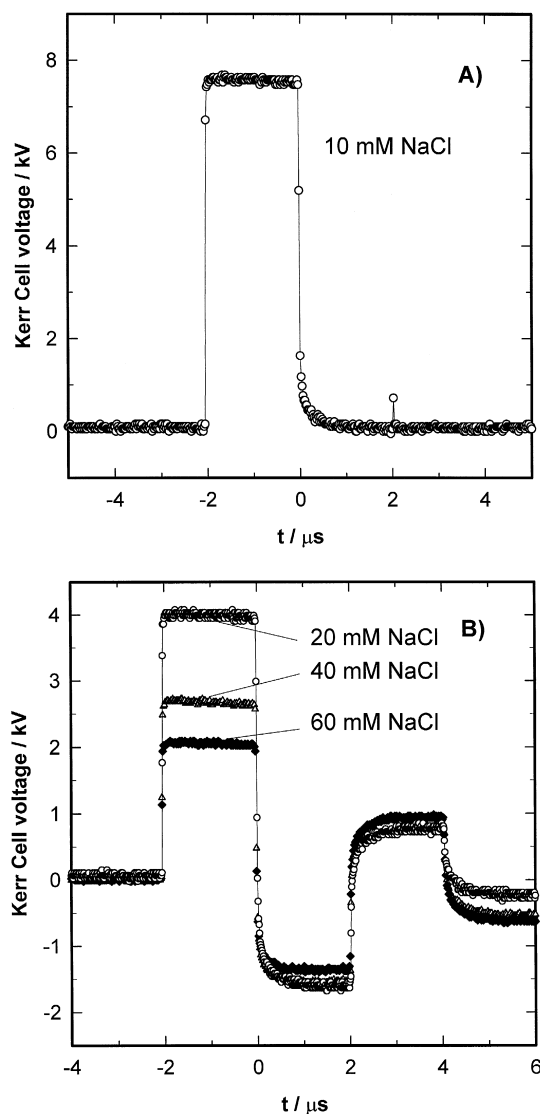 8
A)
6
10 mM NaCl
Kerr Cell voltage / kV
4
2
0
-4 -2 0 2 4
t / μs
4
B)
20 mM NaCl
40 mM NaCl
3
60 mM NaCl
2
Kerr Cell voltage / kV
1
0
-1
-2
-4 -2 0 2 4 6
t / μs